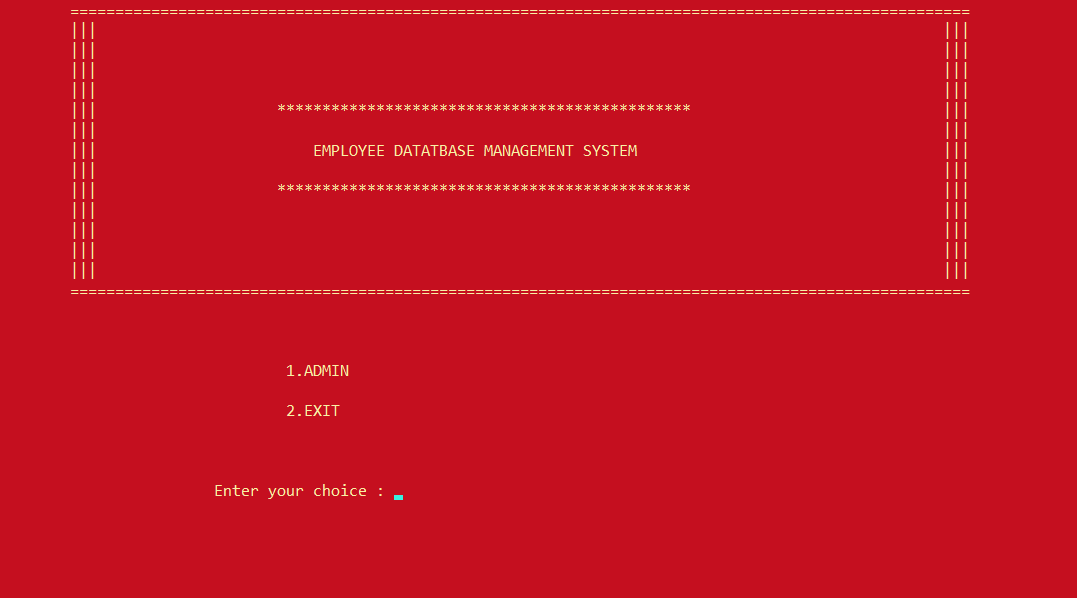 ====================================================================================================
|||                                                                                              |||
|||                                                                                              |||
|||                                                                                              |||
|||                                                                                              |||
|||                    **********************************************                            |||
|||                                                                                              |||
|||                        EMPLOYEE DATATBASE MANAGEMENT SYSTEM                                  |||
|||                                                                                              |||
|||                    **********************************************                            |||
|||                                                                                              |||
|||                                                                                              |||
|||                                                                                              |||
|||                                                                                              |||
====================================================================================================
1.ADMIN
2.EXIT
Enter your choice :